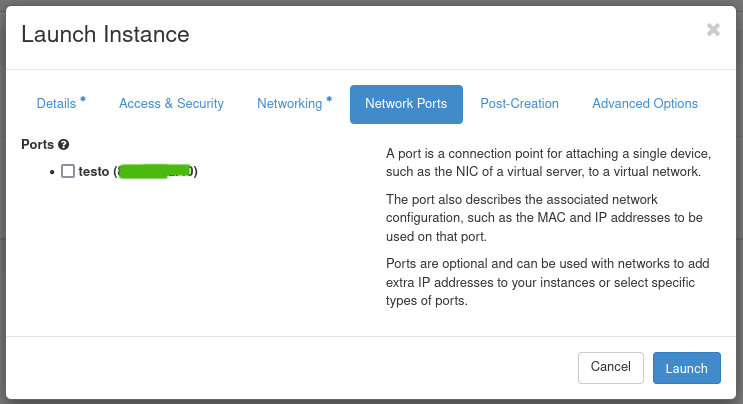 Launch Instance
Details * Access & Security Networking * Network Ports Post-Creation Advanced Options
Ports
testo (
A port is a connection point for attaching a single device,
such as the NIC of a virtual server, to a virtual network.
The port also describes the associated network
configuration, such as the MAC and IP addresses to be
used on that port.
Ports are optional and can be used with networks to add
extra IP addresses to your instances or select specific
types of ports.
Cancel Launch